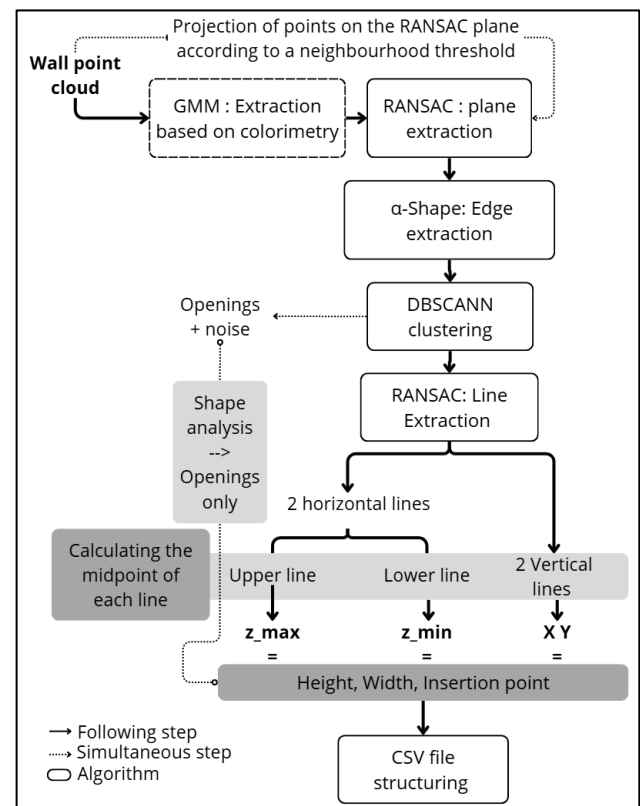 Projection of points on the RANSAC plane
according to a neighbourhood threshold
Wall point
cloud
GMM : Extraction
based on colorimetry
RANSAC : plane
extraction
α-Shape: Edge
extraction
DBSCANN
clustering
Openings
+ noise
RANSAC: Line
Extraction
Shape
analysis
-->
Openings
only
2 horizontal lines
Calculating the
midpoint of
each line
Upper line
Lower line
2 Vertical
lines
z_max
z_min
X Y
=
=
=
Height, Width, Insertion point
Following step
Simultaneous step
Algorithm
CSV file
structuring